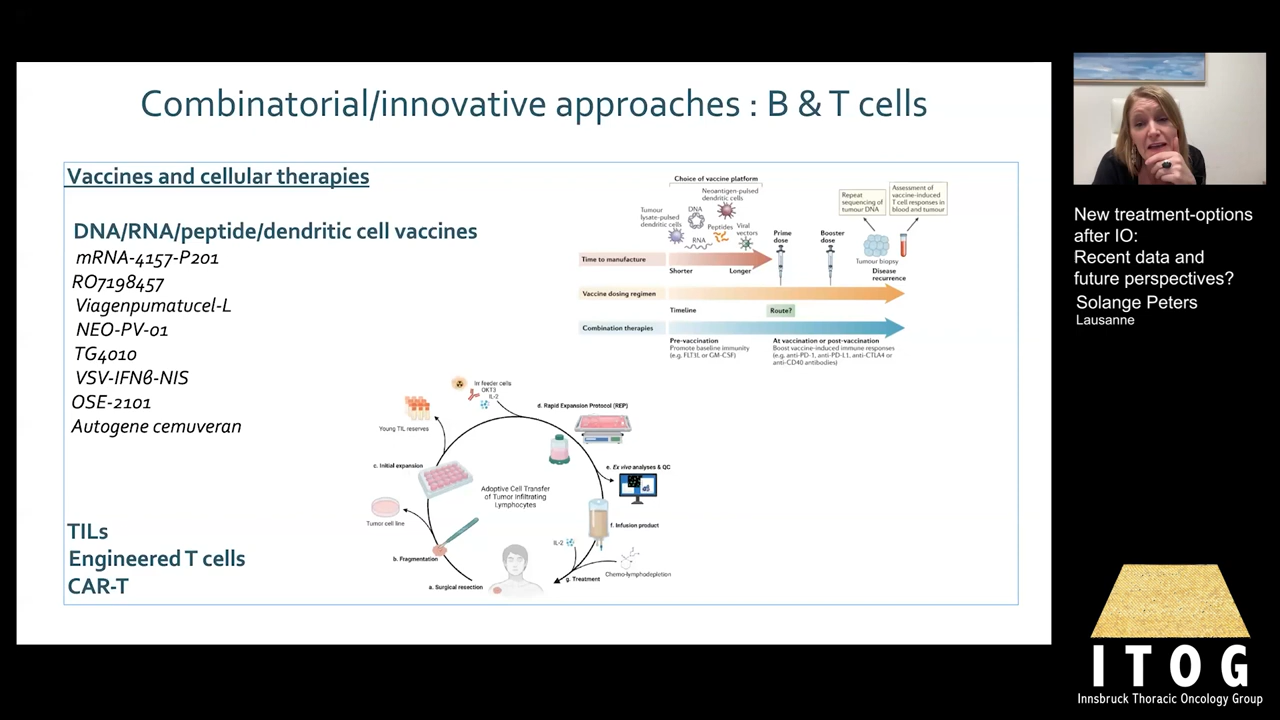 Combinatorial/innovative approaches : B & T cells
Vaccines and cellular therapies
DNA/RNA/peptide/dendritic cell vaccines
mRNA-4157-P201
RO7198457
Viagenpumatucel-L
NEO-PV-01
TG4010
VSV-IFNβ-NIS
OSE-2101
Autogene cemuveran
TILs
Engineered T cells
CAR-T
Choice of vaccine platform
Neoantigen-pulsed
dendritic cells
Tumour
lysate-pulsed
dendritic cells
DNA
RNA
Peptides
Viral
vectors
Prime
dose
Booster
dose
Repeat
sequencing of
tumour DNA
Assessment of
vaccine-induced
T cell responses in
blood and tumour
Tumour biopsy
Time to manufacture
Shorter
Longer
Disease
recurrence
Vaccine dosing regimen
Timeline
Route?
Combination therapies
Pre-vaccination
Promote baseline immunity
(e.g. FLT3L or GM-CSF)
At vaccination or post-vaccination
Boost vaccine-induced immune responses
(e.g. anti-PD-1, anti-PD-L1, anti-CTLA4 or
anti-CD40 antibodies)
Irr feeder cells
OKT3
IL-2
d. Rapid Expansion Protocol (REP)
Young TIL reserves
c. Initial expansion
e. Ex vivo analyses & QC
Adoptive Cell Transfer
of Tumor Infiltrating
Lymphocytes
Tumor cell line
f. Infusion product
b. Fragmentation
IL-2
Chemo-lymphodepletion
g. Treatment
a. Surgical resection
New treatment-options
after IO:
Recent data and
future perspectives?
Solange Peters
Lausanne
ITOG
Innsbruck Thoracic Oncology Group